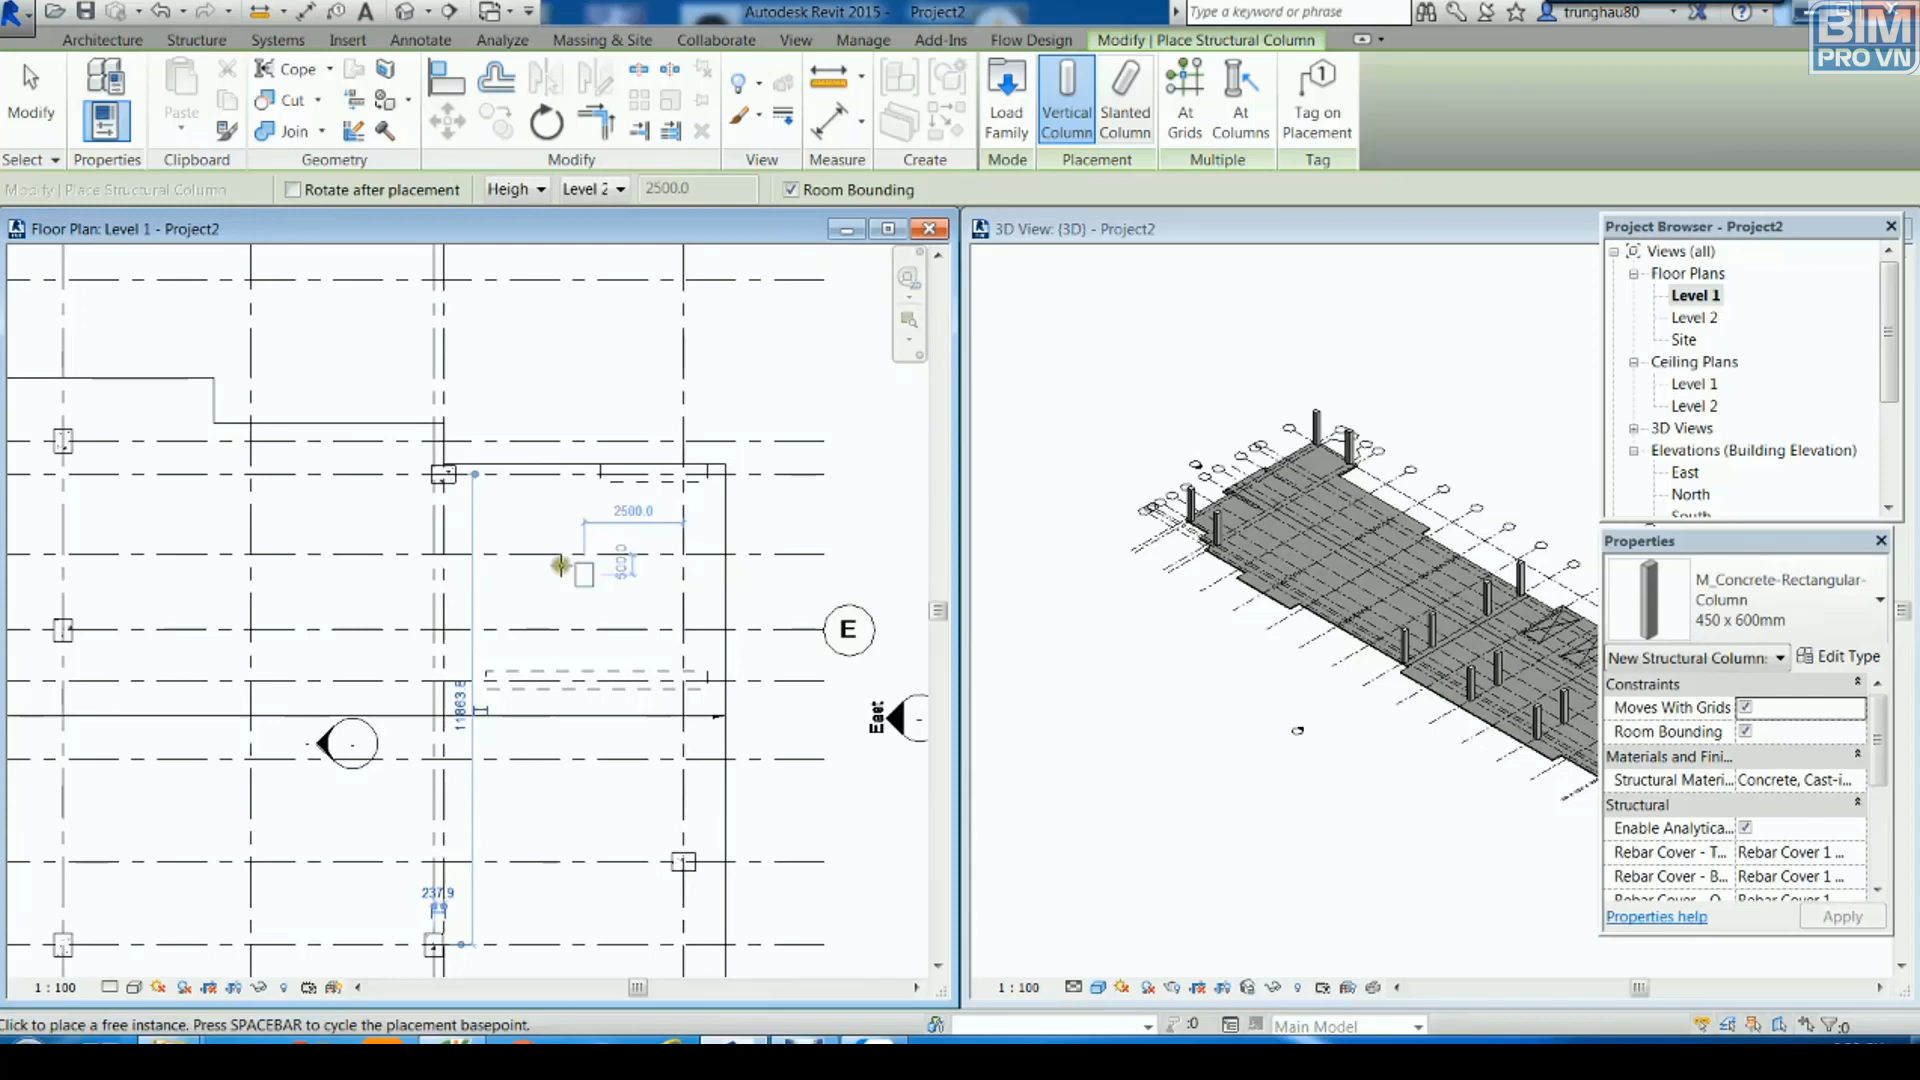 Autodesk Revit 2015 -
Project2
Type a keyword or phrase
trunghau80
BIM
PRO VN
Architecture
Structure
Systems
Insert
Annotate
Analyze
Massing & Site
Collaborate
View
Manage
Add-Ins
Flow Design
Modify | Place Structural Column
Modify
Paste
Cope
Cut
Join
Load
Family
Vertical
Column
Slanted
Column
At
Grids
At
Columns
Tag on
Placement
Select
Properties
Clipboard
Geometry
Modify
View
Measure
Create
Mode
Placement
Multiple
Tag
Modify | Place Structural Column
Rotate after placement
Heigh
Level 2
2500.0
Room Bounding
Floor Plan: Level 1 - Project2
3D View: {3D} - Project2
2500.0
E
11863.8
East
237.9
Project Browser - Project2
Views (all)
Floor Plans
Level 1
Level 2
Site
Ceiling Plans
Level 1
Level 2
3D Views
Elevations (Building Elevation)
East
North
South
Properties
M_Concrete-Rectangular-
Column
450 x 600mm
New Structural Column:
Edit Type
Constraints
Moves With Grids
Room Bounding
Materials and Fini...
Structural Materi...
Concrete, Cast-i...
Structural
Enable Analytica...
Rebar Cover - T...
Rebar Cover 1 ...
Rebar Cover - B...
Rebar Cover 1 ...
Properties help
Apply
1 : 100
1 : 100
Click to place a free instance. Press SPACEBAR to cycle the placement basepoint.
:0
Main Model
:0